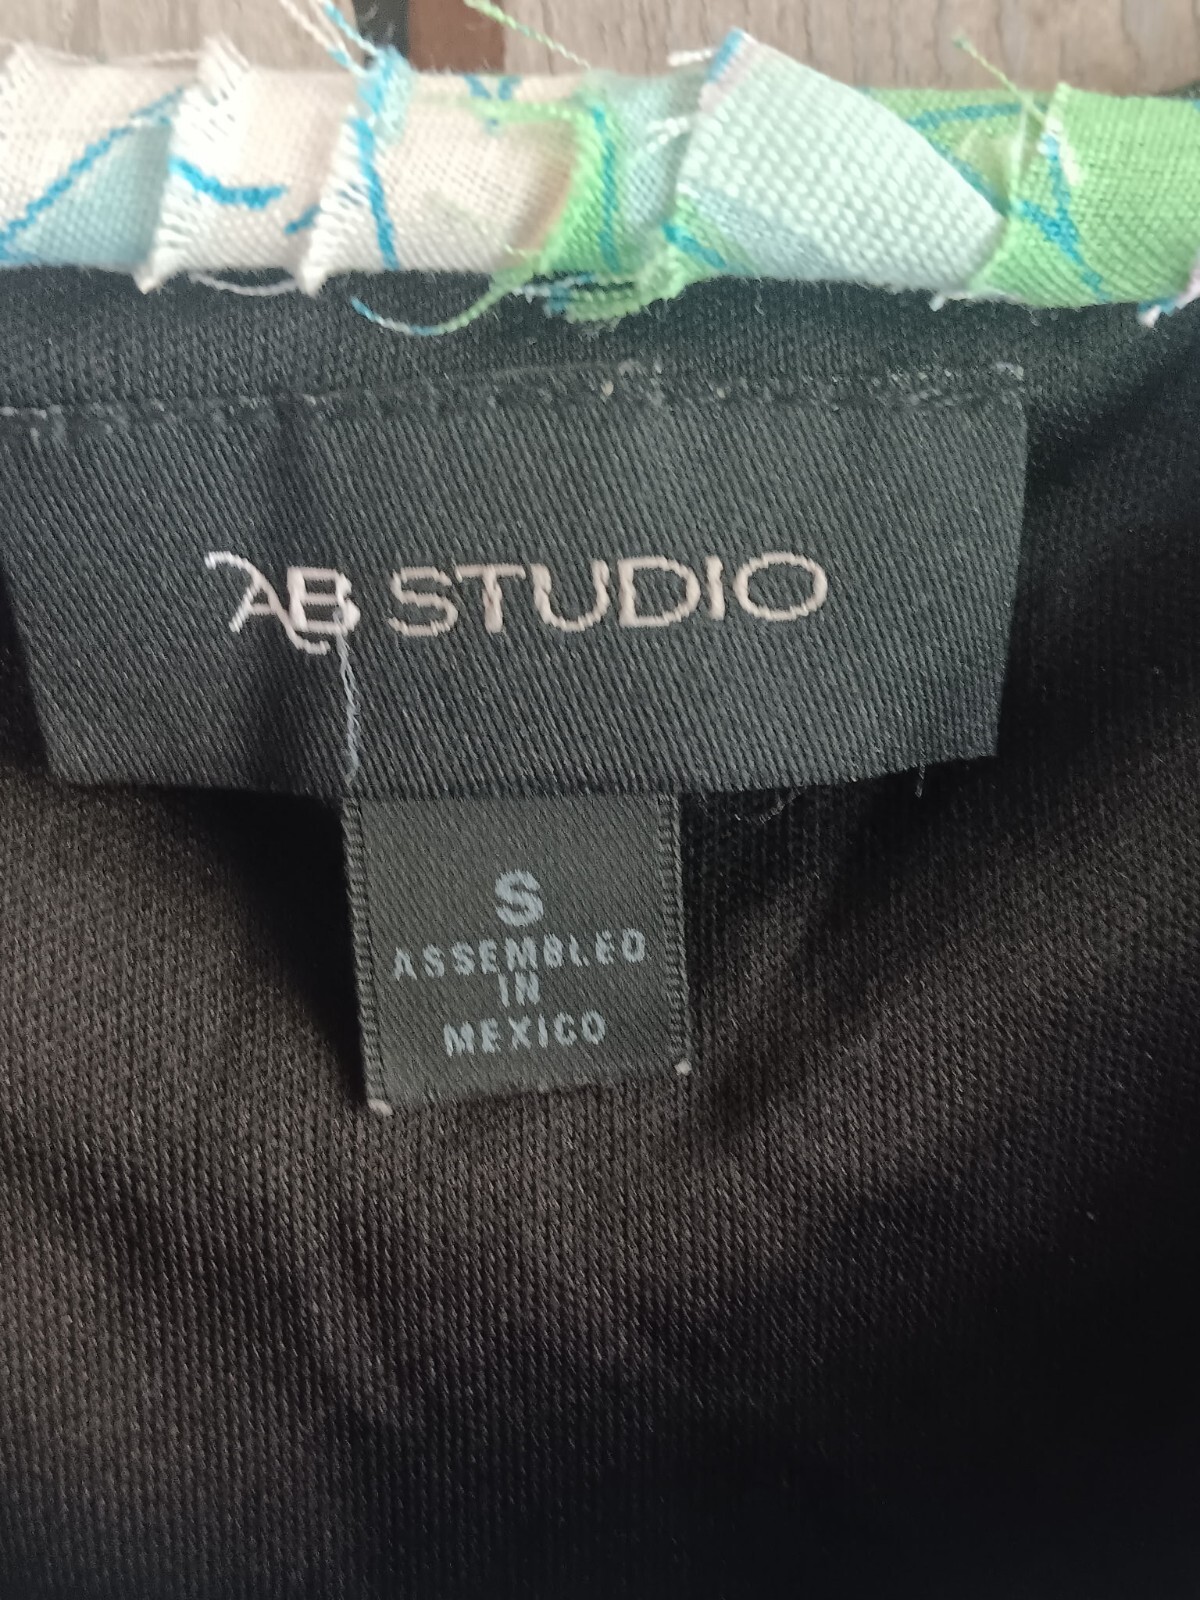 AB STUDIO
S
ASSEMBLED
IN
MEXICO